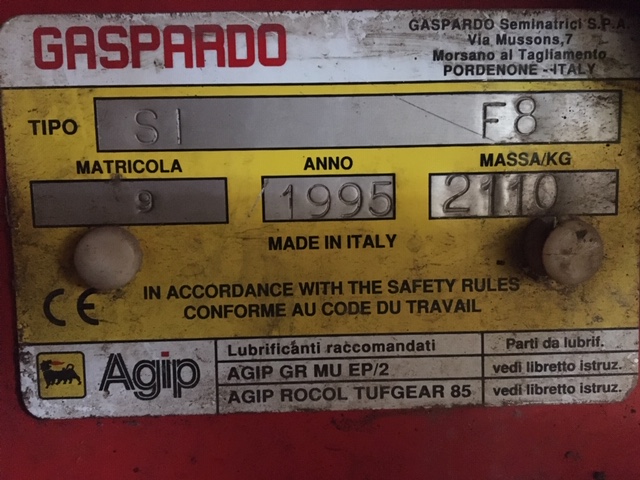 GASPARDO
GASPARDO Seminatrici S.P.A.
Via Mussons,7
Morsano al Tagliamento
PORDENONE - ITALY
TIPO SI F8
MATRICOLA ANNO MASSA/KG
9 1995 2110
MADE IN ITALY
CE IN ACCORDANCE WITH THE SAFETY RULES
CONFORME AU CODE DU TRAVAIL
Agip
Lubrificanti raccomandati Parti da lubrif.
AGIP GR MU EP/2 vedi libretto istruz.
AGIP ROCOL TUFGEAR 85 vedi libretto istruz.